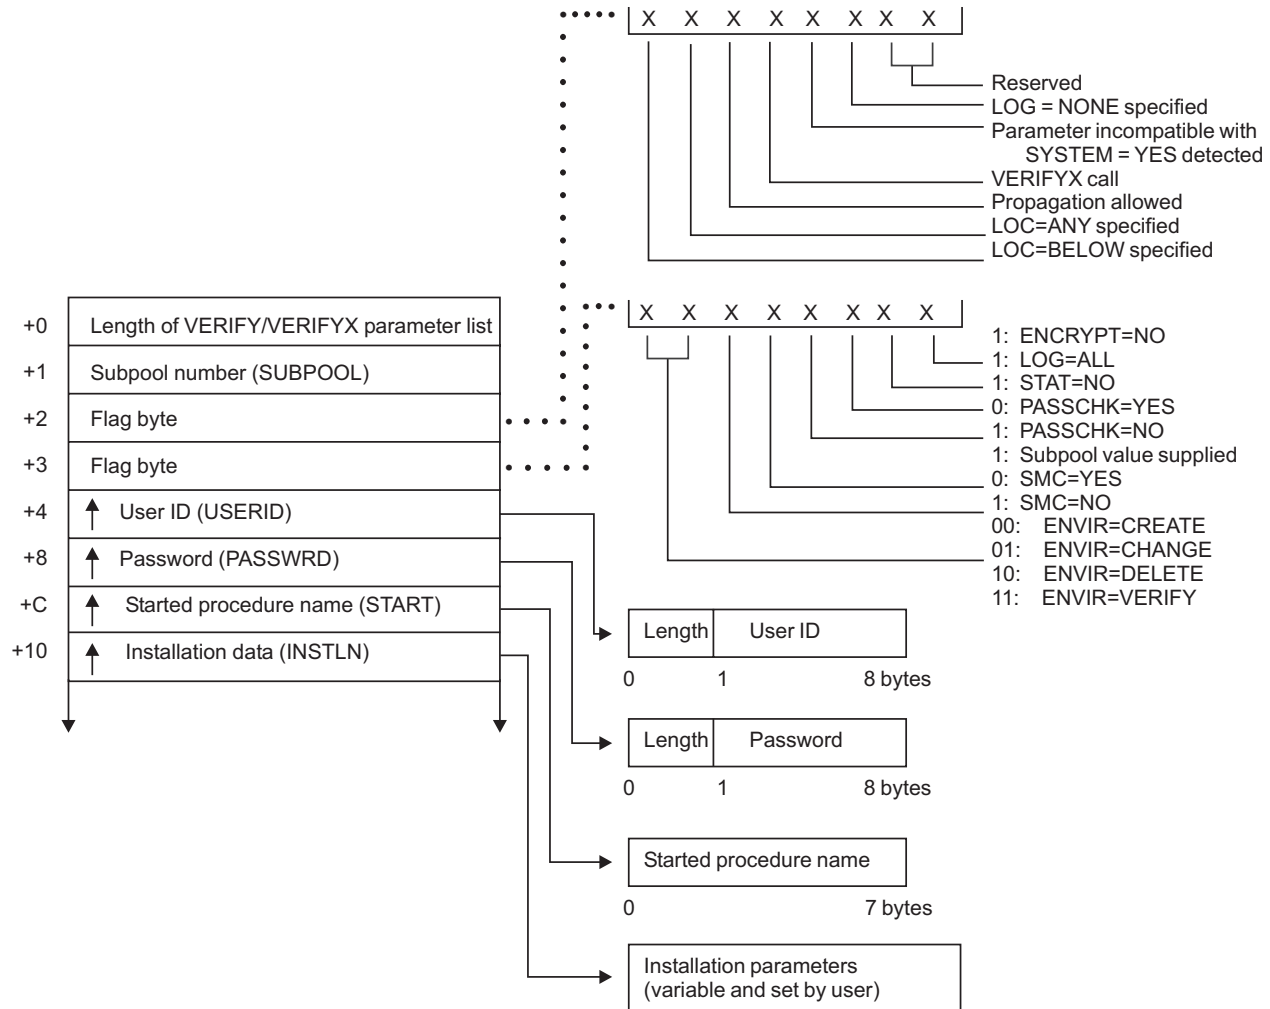 X X X X X X X X
Reserved
LOG = NONE specified
Parameter incompatible with
SYSTEM = YES detected
VERIFYX call
Propagation allowed
LOC=ANY specified
LOC=BELOW specified
+0 Length of VERIFY/VERIFYX parameter list
+1 Subpool number (SUBPOOL)
+2 Flag byte
+3 Flag byte
+4 User ID (USERID)
+8 Password (PASSWRD)
+C Started procedure name (START)
+10 Installation data (INSTLN)
X X X X X X X X
1: ENCRYPT=NO
1: LOG=ALL
1: STAT=NO
0: PASSCHK=YES
1: PASSCHK=NO
1: Subpool value supplied
0: SMC=YES
1: SMC=NO
00: ENVIR=CREATE
01: ENVIR=CHANGE
10: ENVIR=DELETE
11: ENVIR=VERIFY
Length User ID
0 1 8 bytes
Length Password
0 1 8 bytes
Started procedure name
0 7 bytes
Installation parameters
(variable and set by user)